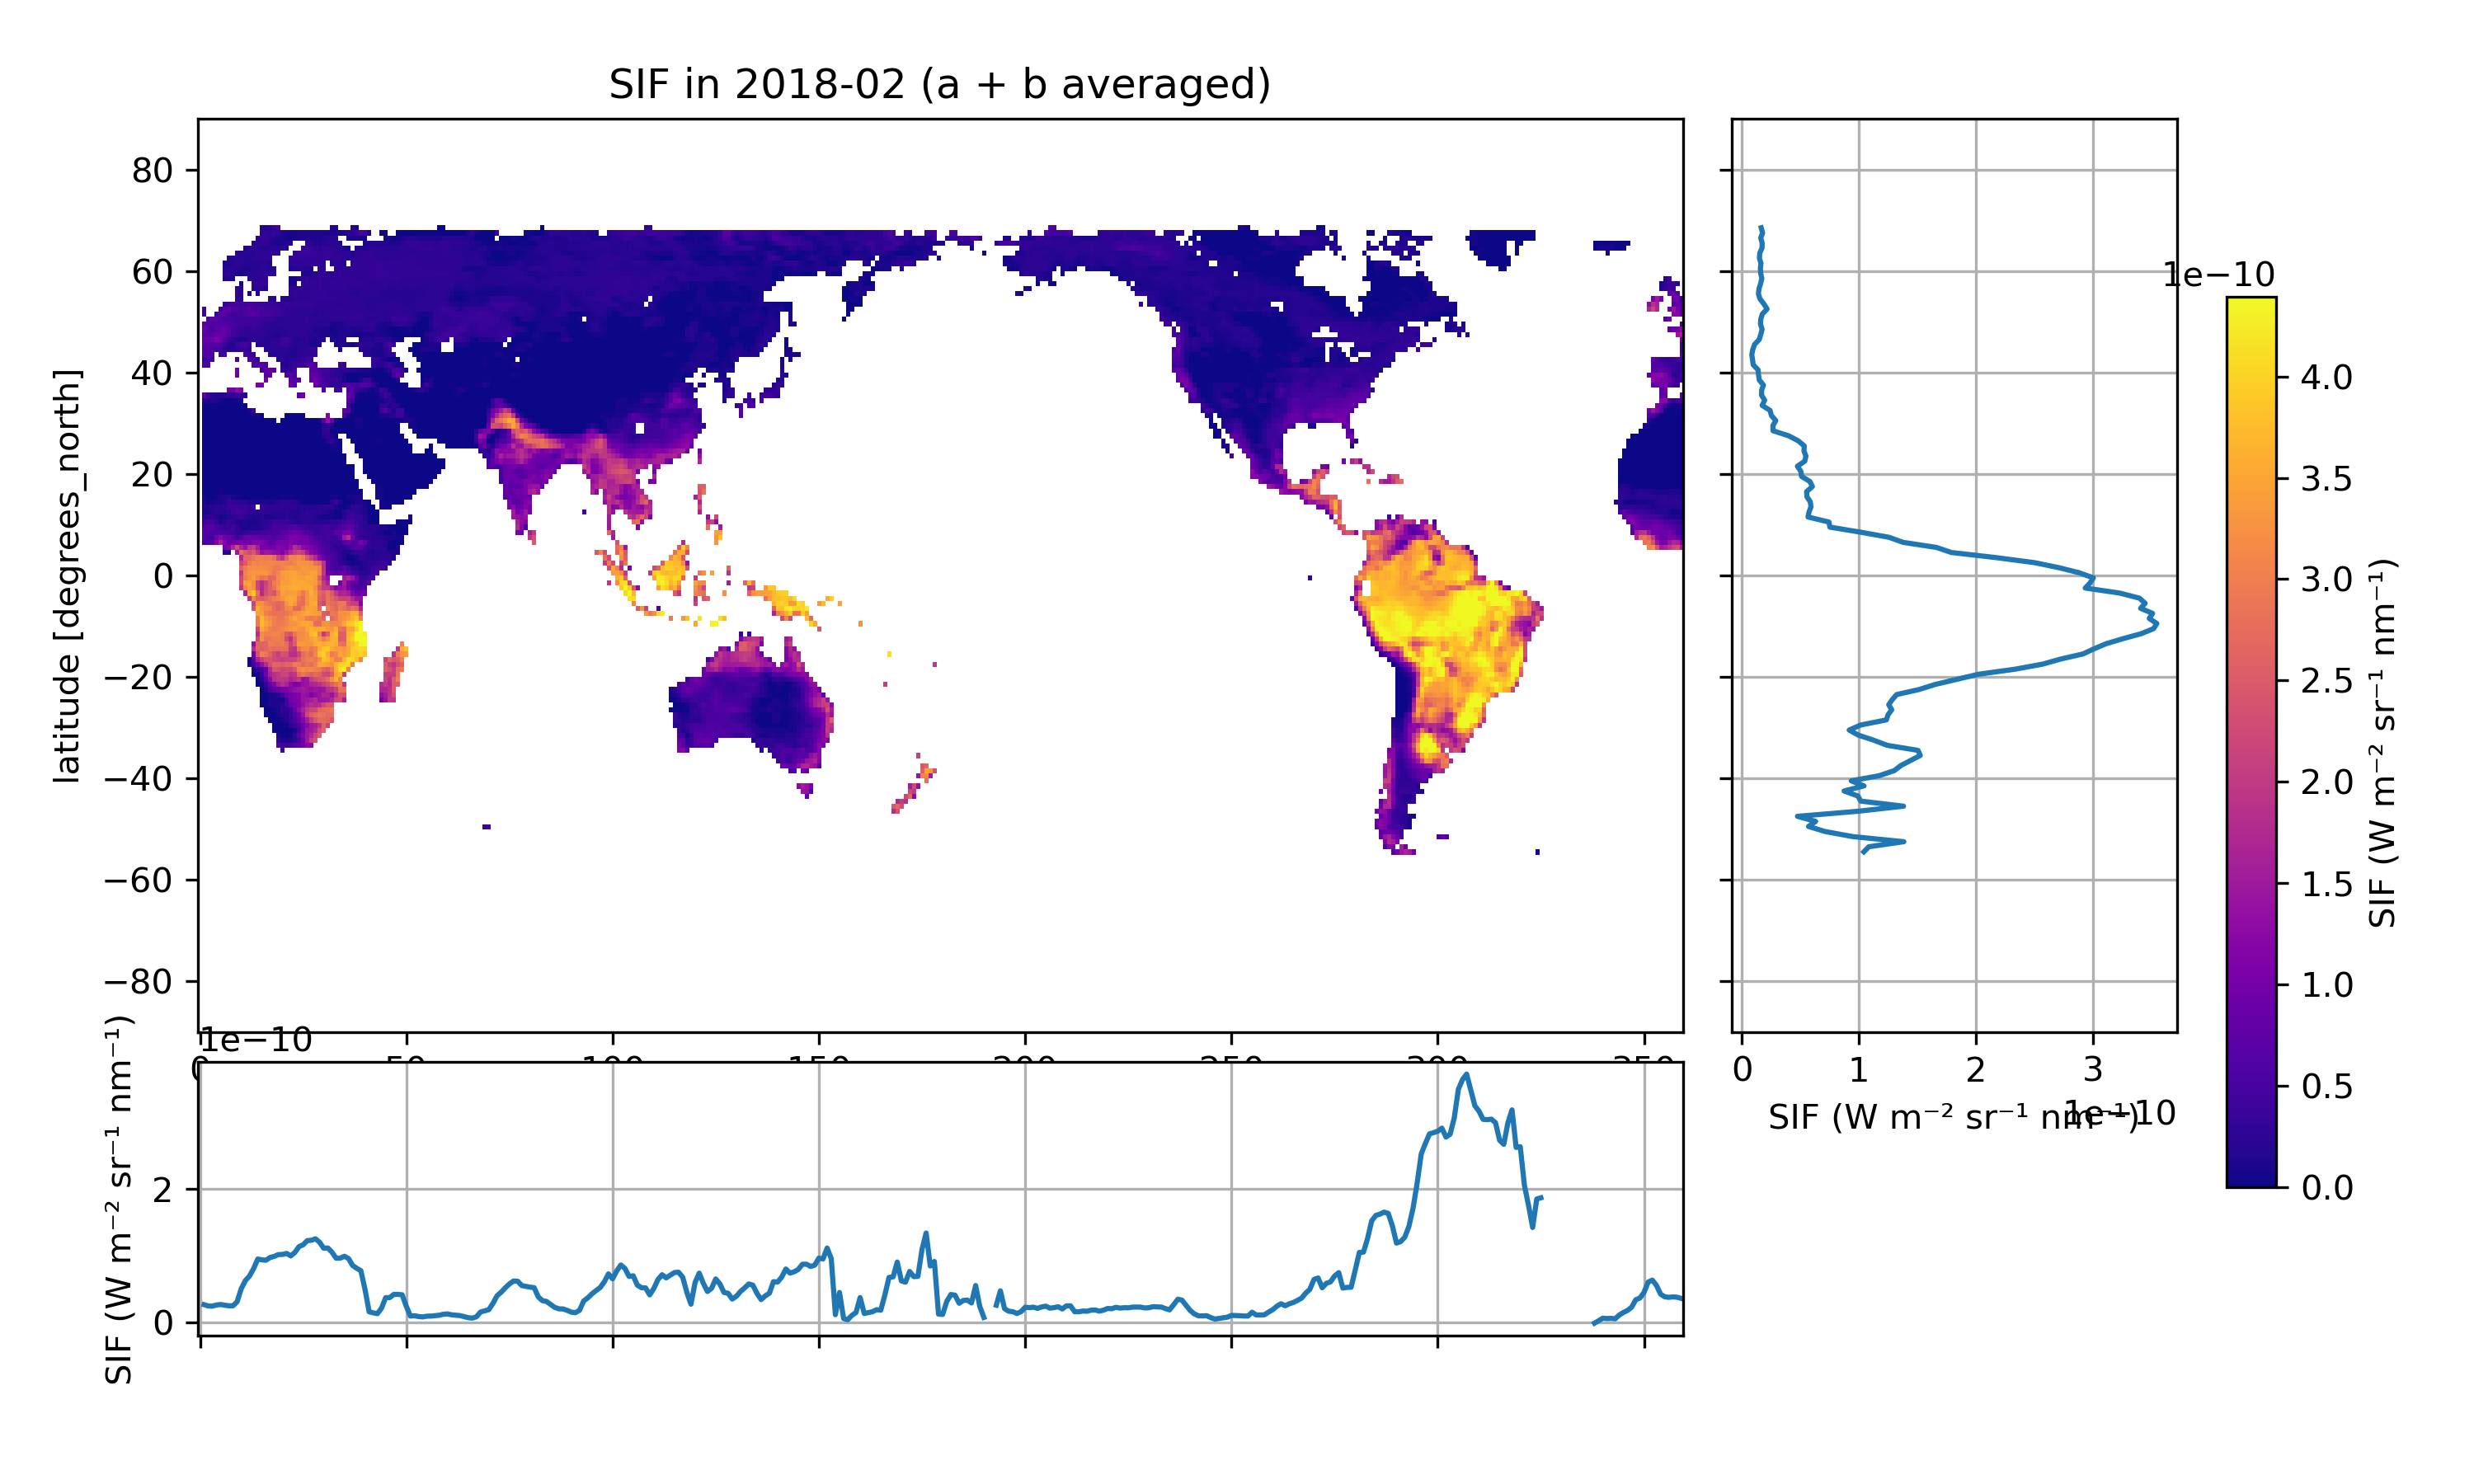 SIF in 2018-02 (a + b averaged)
latitude [degrees_north]
80
60
40
20
0
−20
−40
−60
−80
0 1 2 3
SIF (W m⁻² sr⁻¹ nm⁻¹)
1e−10
1e−10
4.0
3.5
3.0
2.5
2.0
1.5
1.0
0.5
0.0
SIF (W m⁻² sr⁻¹ nm⁻¹)
1e−10
0 50 100 150 200 250 300 350
SIF (W m⁻² sr⁻¹ nm⁻¹)
2
0